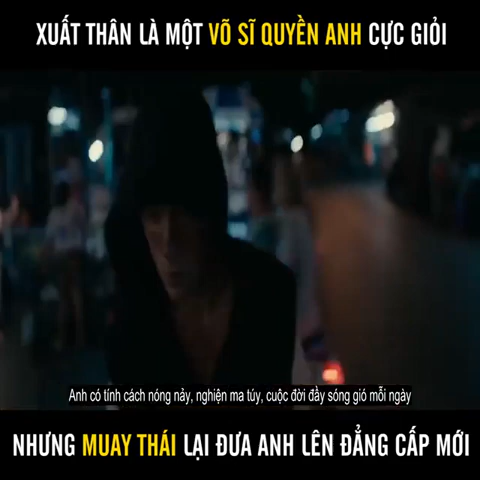 XUẤT THÂN LÀ MỘT VÕ SĨ QUYỀN ANH CỰC GIỎI
Anh có tính cách nóng nảy, nghiện ma túy, cuộc đời đầy sóng gió mỗi ngày
NHƯNG MUAY THÁI LẠI ĐƯA ANH LÊN ĐẲNG CẤP MỚI